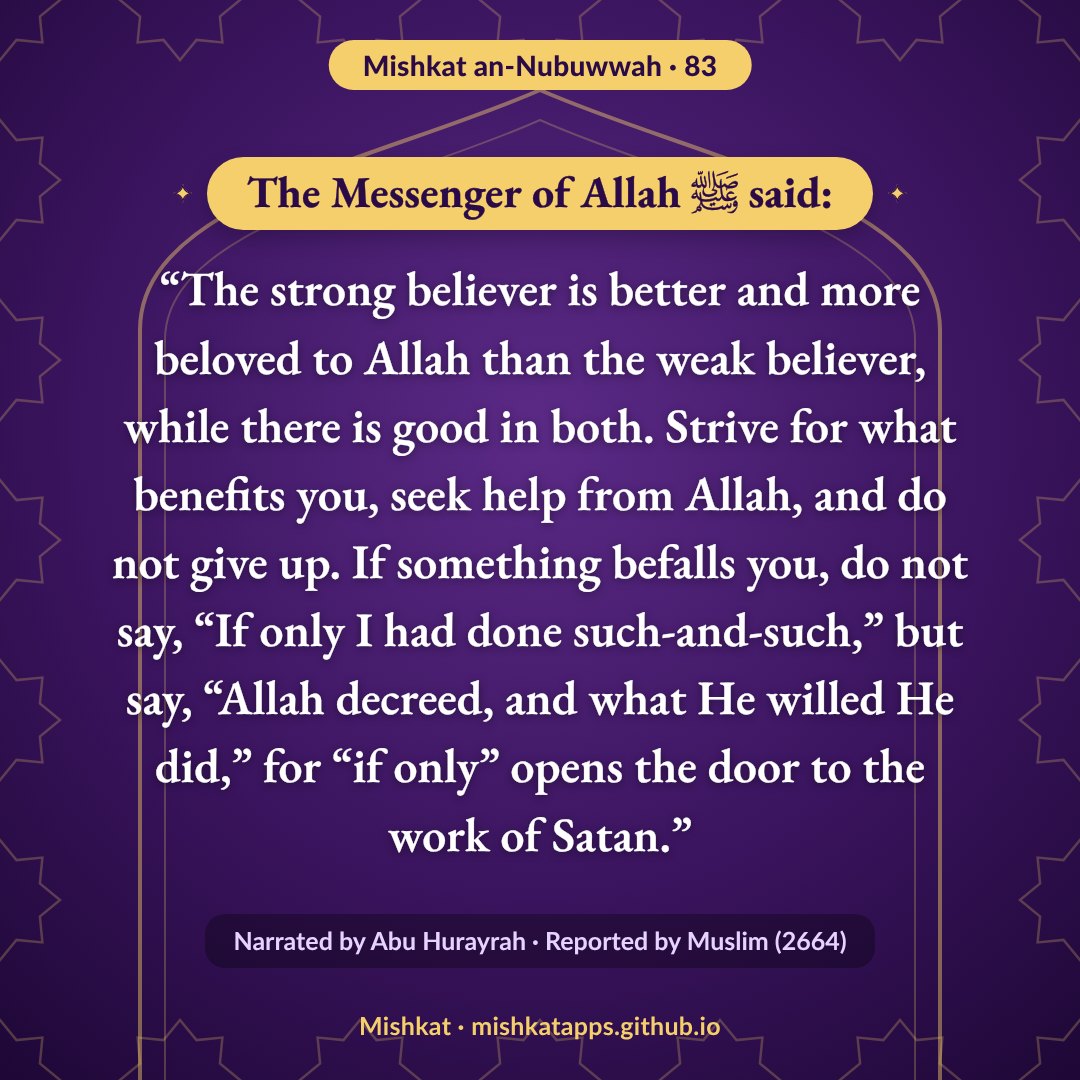 Mishkat an-Nubuwwah · 83
The Messenger of Allah ﷺ said:
“The strong believer is better and more
beloved to Allah than the weak believer,
while there is good in both. Strive for what
benefits you, seek help from Allah, and do
not give up. If something befalls you, do not
say, “If only I had done such-and-such,” but
say, “Allah decreed, and what He willed He
did,” for “if only” opens the door to the
work of Satan.”
Narrated by Abu Hurayrah · Reported by Muslim (2664)
Mishkat · mishkatapps.github.io